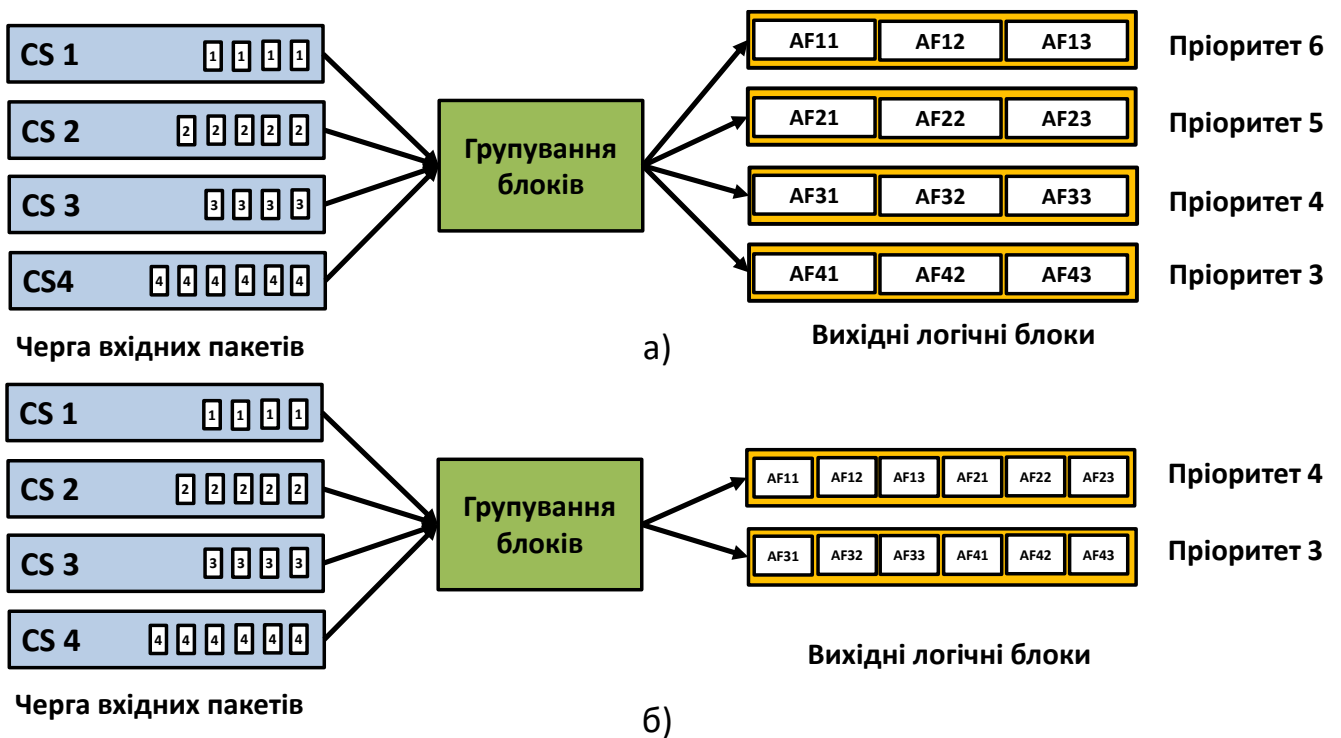 CS 1 1 1 1 1
CS 2 2 2 2 2 2
CS 3 3 3 3 3
CS4 4 4 4 4 4 4
Черга вхідних пакетів
Групування
блоків
AF11 AF12 AF13 Пріоритет 6
AF21 AF22 AF23 Пріоритет 5
AF31 AF32 AF33 Пріоритет 4
AF41 AF42 AF43 Пріоритет 3
Вихідні логічні блоки
а)
CS 1 1 1 1 1
CS 2 2 2 2 2 2
CS 3 3 3 3 3
CS 4 4 4 4 4 4 4
Черга вхідних пакетів
Групування
блоків
AF11 AF12 AF13 AF21 AF22 AF23 Пріоритет 4
AF31 AF32 AF33 AF41 AF42 AF43 Пріоритет 3
Вихідні логічні блоки
б)